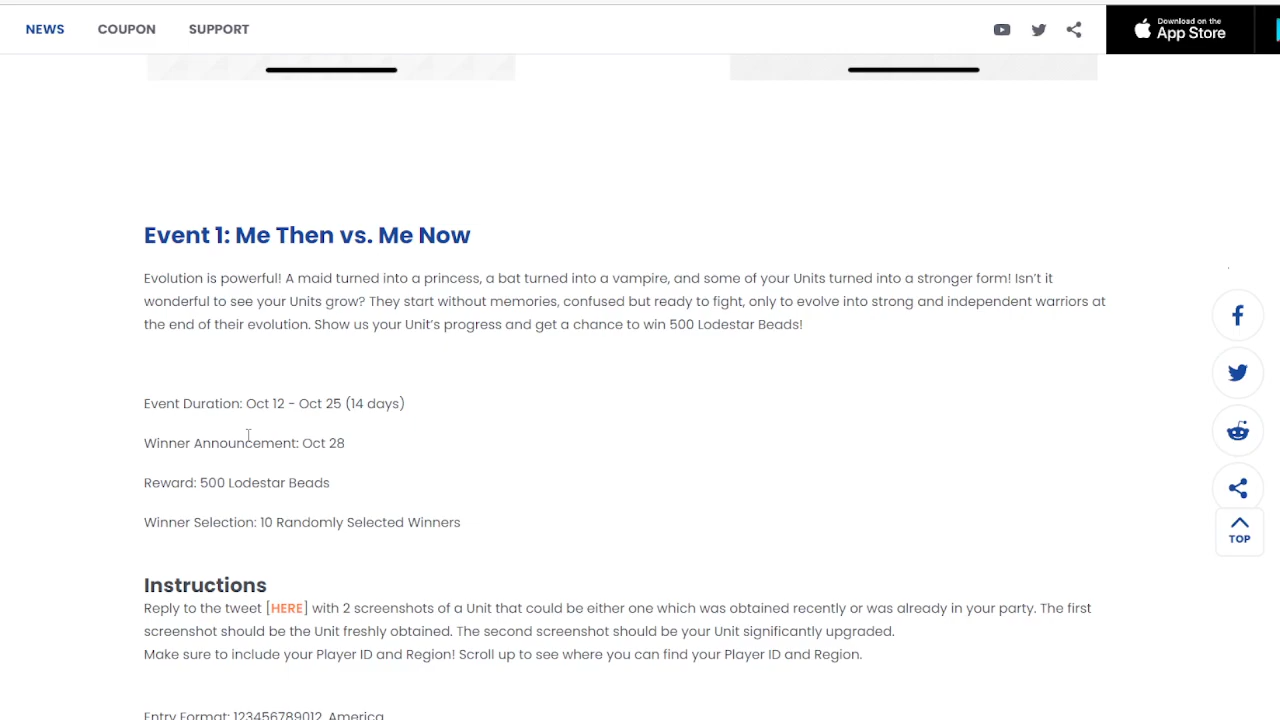 NEWS COUPON SUPPORT
Download on the
App Store
Event 1: Me Then vs. Me Now
Evolution is powerful! A maid turned into a princess, a bat turned into a vampire, and some of your Units turned into a stronger form! Isn't it
wonderful to see your Units grow? They start without memories, confused but ready to fight, only to evolve into strong and independent warriors at
the end of their evolution. Show us your Unit's progress and get a chance to win 500 Lodestar Beads!
Event Duration: Oct 12 - Oct 25 (14 days)
Winner Announcement: Oct 28
Reward: 500 Lodestar Beads
Winner Selection: 10 Randomly Selected Winners
TOP
Instructions
Reply to the tweet [HERE] with 2 screenshots of a Unit that could be either one which was obtained recently or was already in your party. The first
screenshot should be the Unit freshly obtained. The second screenshot should be your Unit significantly upgraded.
Make sure to include your Player ID and Region! Scroll up to see where you can find your Player ID and Region.
Entry Format: 123456789012, America